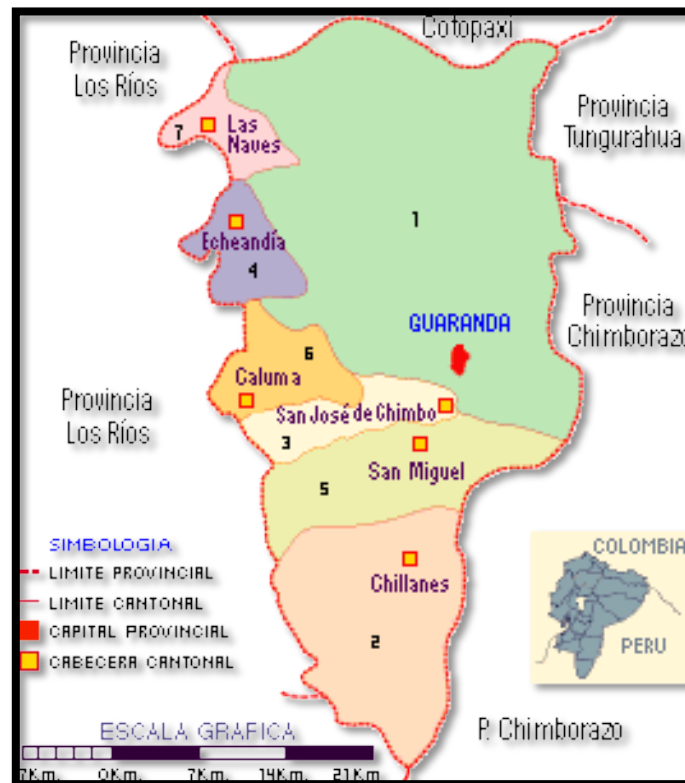 Cotopaxi
Provincia
Los Ríos
Provincia
Tungurahua
7
Las
Naves
1
Echeandía
4
Provincia
Chimborazo
GUARANDA
6
Caluma
Provincia
Los Ríos
San José de Chimbo
3
San Miguel
5
SIMBOLOGIA
LIMITE PROVINCIAL
LIMITE CANTONAL
CAPITAL PROVINCIAL
CABECERA CANTONAL
Chillanes
2
COLOMBIA
PERU
P. Chimborazo
ESCALA GRAFICA
7Km. 0Km. 7Km. 14Km. 21Km.